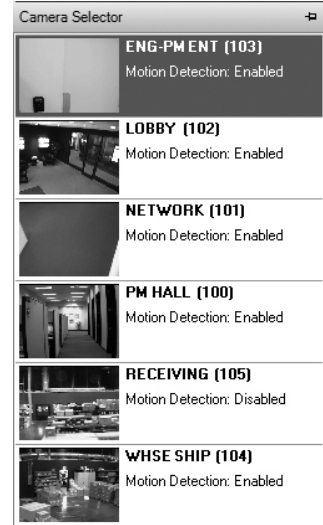 Camera Selector
ENG-PM ENT (103)
Motion Detection: Enabled
LOBBY (102)
Motion Detection: Enabled
NETWORK (101)
Motion Detection: Enabled
PM HALL (100)
Motion Detection: Enabled
RECEIVING (105)
Motion Detection: Disabled
WHSE SHIP (104)
Motion Detection: Enabled